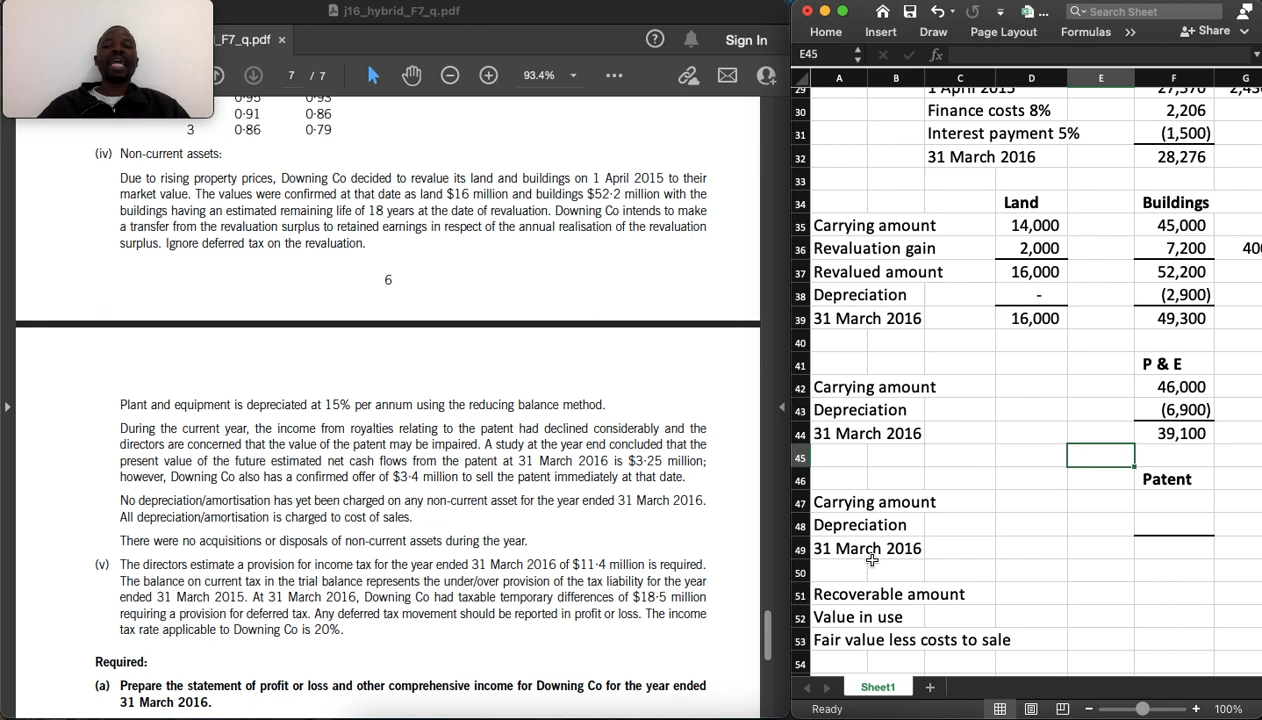 j16_hybrid_F7_q.pdf
_F7_q.pdf ×
Sign In
7 / 7
93.4%
0·95 0·93
0·91 0·86
3 0·86 0·79
(iv) Non-current assets:
Due to rising property prices, Downing Co decided to revalue its land and buildings on 1 April 2015 to their
market value. The values were confirmed at that date as land $16 million and buildings $52·2 million with the
buildings having an estimated remaining life of 18 years at the date of revaluation. Downing Co intends to make
a transfer from the revaluation surplus to retained earnings in respect of the annual realisation of the revaluation
surplus. Ignore deferred tax on the revaluation.
6
Plant and equipment is depreciated at 15% per annum using the reducing balance method.
During the current year, the income from royalties relating to the patent had declined considerably and the
directors are concerned that the value of the patent may be impaired. A study at the year end concluded that the
present value of the future estimated net cash flows from the patent at 31 March 2016 is $3·25 million;
however, Downing Co also has a confirmed offer of $3·4 million to sell the patent immediately at that date.
No depreciation/amortisation has yet been charged on any non-current asset for the year ended 31 March 2016.
All depreciation/amortisation is charged to cost of sales.
There were no acquisitions or disposals of non-current assets during the year.
(v) The directors estimate a provision for income tax for the year ended 31 March 2016 of $11·4 million is required.
The balance on current tax in the trial balance represents the under/over provision of the tax liability for the year
ended 31 March 2015. At 31 March 2016, Downing Co had taxable temporary differences of $18·5 million
requiring a provision for deferred tax. Any deferred tax movement should be reported in profit or loss. The income
tax rate applicable to Downing Co is 20%.
Required:
(a) Prepare the statement of profit or loss and other comprehensive income for Downing Co for the year ended
31 March 2016.
Search Sheet
Home Insert Draw Page Layout Formulas Share
E45 fx
A B C D E F G
29 1 April 2015 27,570
30 Finance costs 8% 2,206
31 Interest payment 5% (1,500)
32 31 March 2016 28,276
33
34 Land Buildings
35 Carrying amount 14,000 45,000
36 Revaluation gain 2,000 7,200 400
37 Revalued amount 16,000 52,200
38 Depreciation - (2,900)
39 31 March 2016 16,000 49,300
40
41 P & E
42 Carrying amount 46,000
43 Depreciation (6,900)
44 31 March 2016 39,100
45
46 Patent
47 Carrying amount
48 Depreciation
49 31 March 2016
50
51 Recoverable amount
52 Value in use
53 Fair value less costs to sale
54
Sheet1
Ready 100%